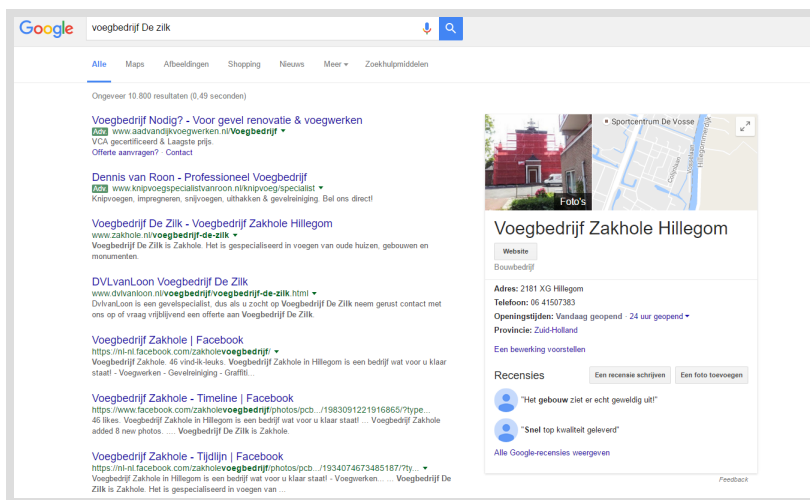 Google
voegbedrijf De zilk
Alle Maps Afbeeldingen Shopping Nieuws Meer Zoekhulpmiddelen
Ongeveer 10.800 resultaten (0,49 seconden)
Voegbedrijf Nodig? - Voor gevel renovatie & voegwerken
Adv. www.aadvandijkvoegwerken.nl/Voegbedrijf
VCA gecertificeerd & Laagste prijs.
Offerte aanvragen? · Contact
Dennis van Roon - Professioneel Voegbedrijf
Adv. www.knipvoegspecialistvanroon.nl/knipvoeg/specialist
Knipvoegen, impregneren, snijvoegen, uithakken & gevelreiniging. Bel ons direct!
Voegbedrijf De Zilk - Voegbedrijf Zakhole Hillegom
www.zakhole.nl/voegbedrijf-de-zilk
Voegbedrijf De Zilk is Zakhole. Het is gespecialiseerd in voegen van oude huizen, gebouwen en
monumenten.
DVLvanLoon Voegbedrijf De Zilk
www.dvlvanloon.nl/voegbedrijf/voegbedrijf-de-zilk.html
DvlvanLoon is een gevelspecialist, dus als u zocht op Voegbedrijf De Zilk neem gerust contact met
ons op of vraag vrijblijvend een offerte aan Voegbedrijf De Zilk.
Voegbedrijf Zakhole | Facebook
https://nl-nl.facebook.com/zakholevoegbedrijf/
Voegbedrijf Zakhole. 46 vind-ik-leuks. Voegbedrijf Zakhole in Hillegom is een bedrijf wat voor u klaar
staat! - Voegwerken - Gevelreiniging - Graffiti...
Voegbedrijf Zakhole - Timeline | Facebook
https://www.facebook.com/zakholevoegbedrijf/photos/pcb.../1983091221916865/?type...
46 likes. Voegbedrijf Zakhole in Hillegom is een bedrijf wat voor u klaar staat! ... Voegbedrijf Zakhole
added 8 new photos. .... Voegbedrijf De Zilk is Zakhole.
Voegbedrijf Zakhole - Tijdlijn | Facebook
https://nl-nl.facebook.com/zakholevoegbedrijf/photos/pcb.../1934074673485187/?ty...
Voegbedrijf Zakhole in Hillegom is een bedrijf wat voor u klaar staat! - Voegwerken... ... Voegbedrijf De
Zilk is Zakhole. Het is gespecialiseerd in voegen van ...
Sportcentrum De Vosse
Vosselaan
Hillegommerdijk
Foto's
Voegbedrijf Zakhole Hillegom
Website
Bouwbedrijf
Adres: 2181 XG Hillegom
Telefoon: 06 41507383
Openingstijden: Vandaag geopend · 24 uur geopend
Provincie: Zuid-Holland
Een bewerking voorstellen
Recensies Een recensie schrijven Een foto toevoegen
"Het gebouw ziet er echt geweldig uit!"
"Snel top kwaliteit geleverd"
Alle Google-recensies weergeven
Feedback